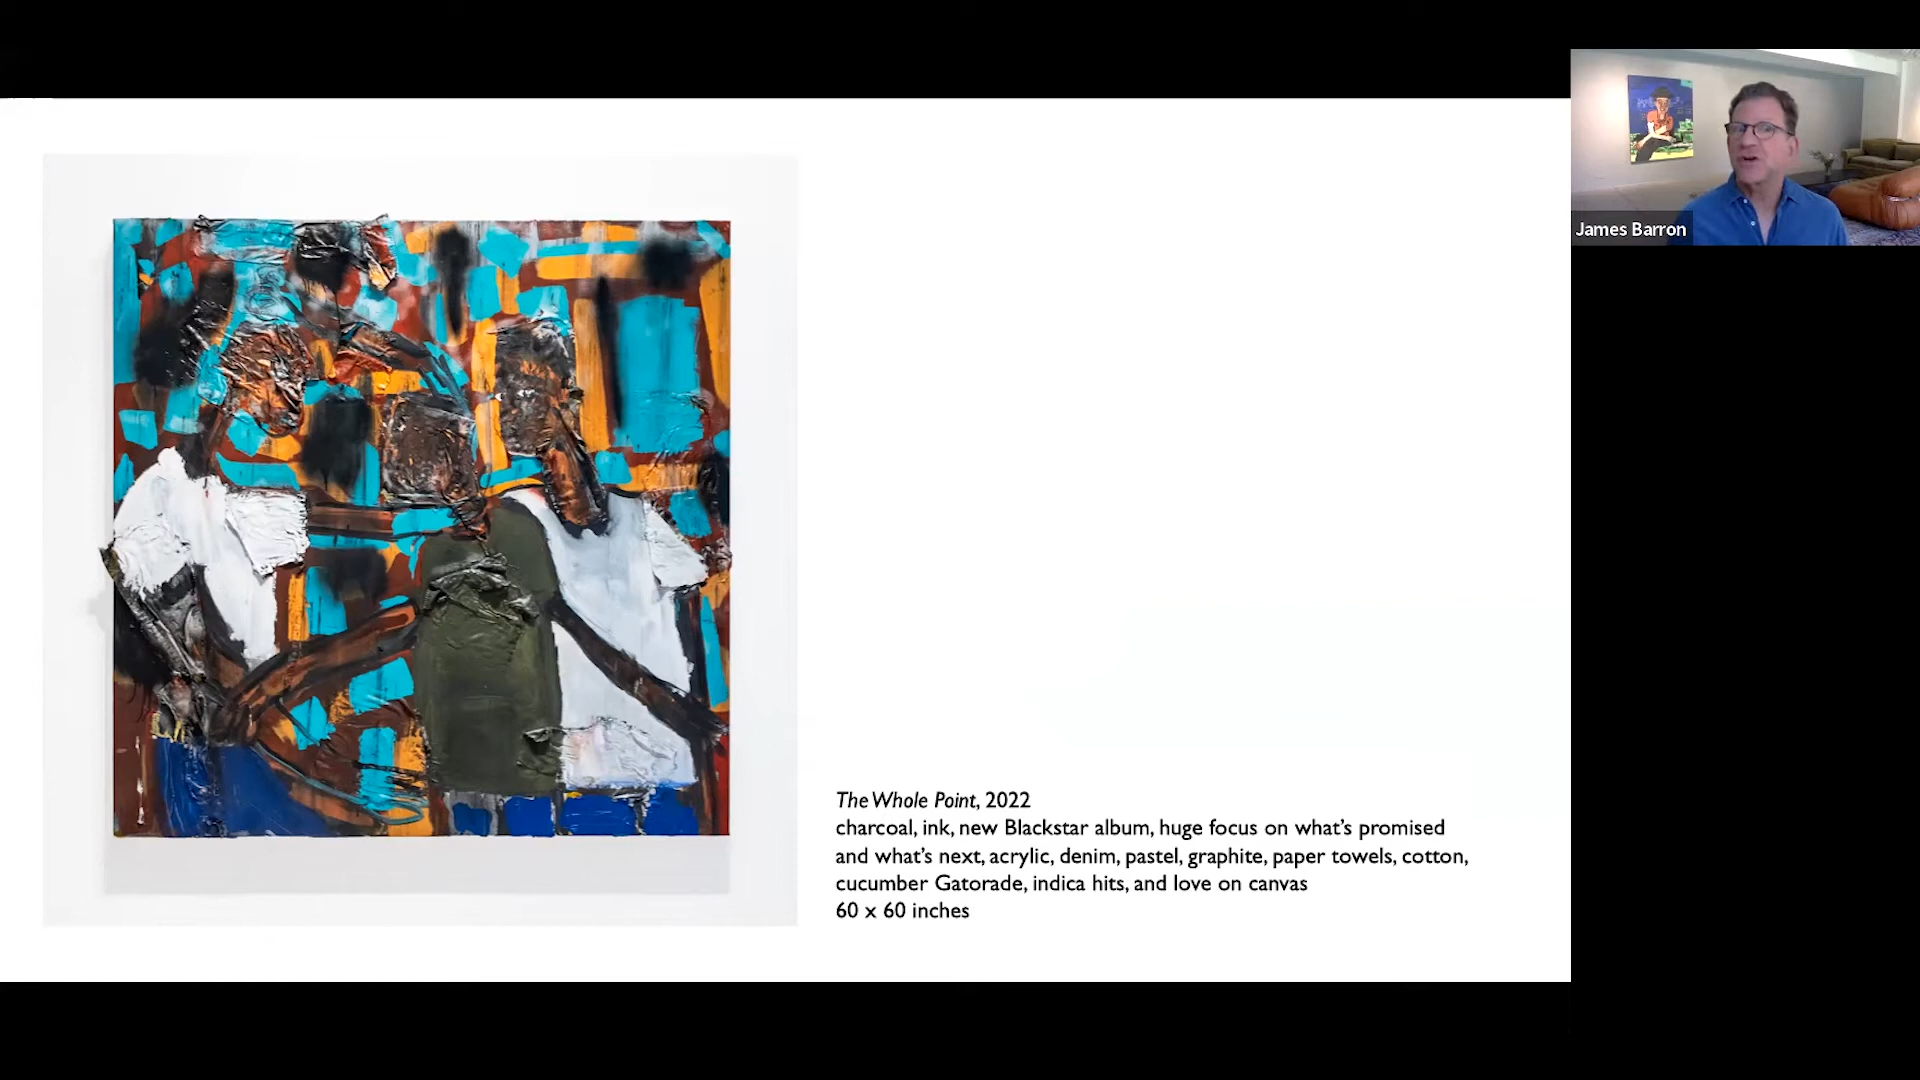 James Barron
The Whole Point, 2022
charcoal, ink, new Blackstar album, huge focus on what's promised
and what's next, acrylic, denim, pastel, graphite, paper towels, cotton,
cucumber Gatorade, indica hits, and love on canvas
60 x 60 inches